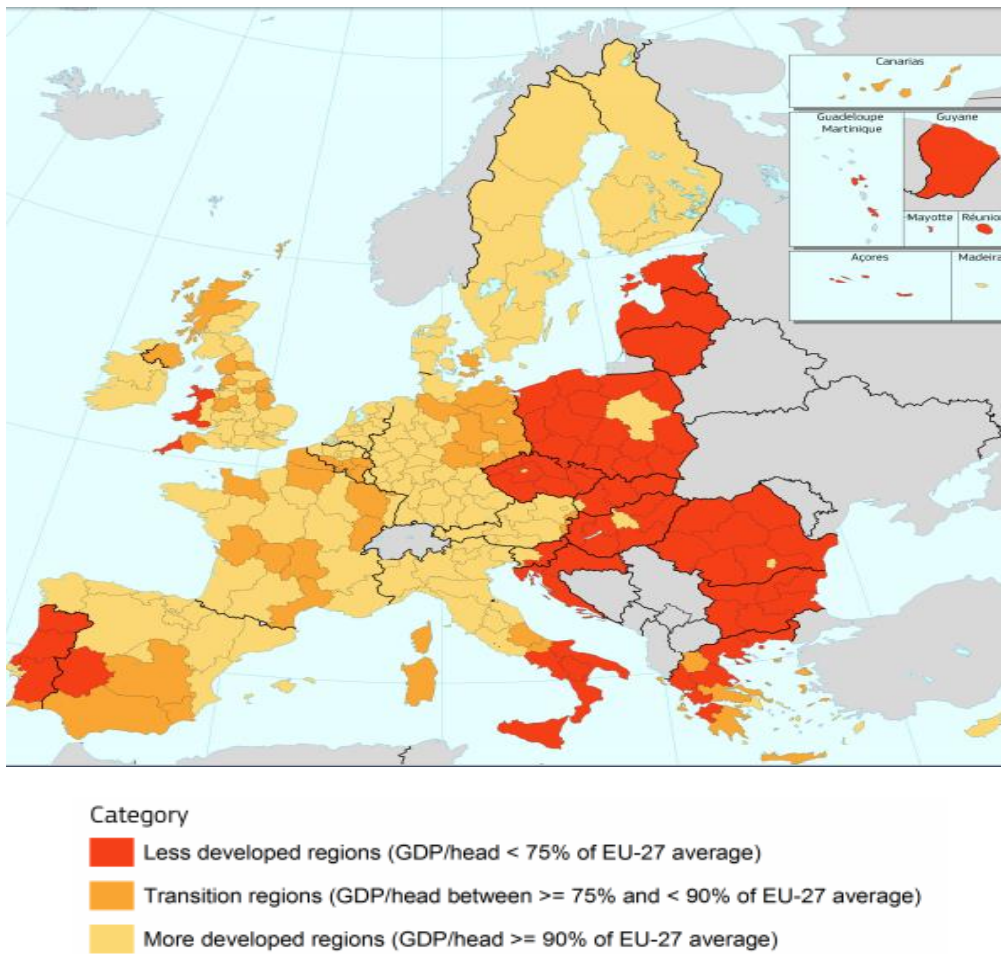 Canarias
Guadeloupe
Martinique
Guyane
Mayotte
Réunion
Açores
Madeira
Category
Less developed regions (GDP/head < 75% of EU-27 average)
Transition regions (GDP/head between >= 75% and < 90% of EU-27 average)
More developed regions (GDP/head >= 90% of EU-27 average)